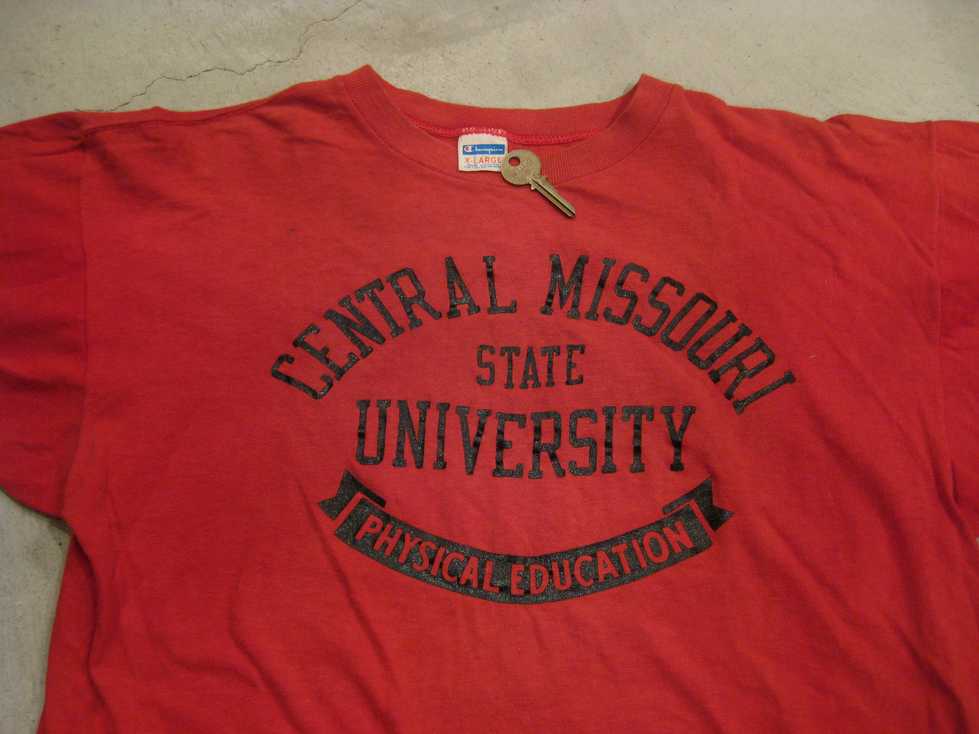 Champion
X-LARGE
CENTRAL MISSOURI
STATE
UNIVERSITY
PHYSICAL EDUCATION